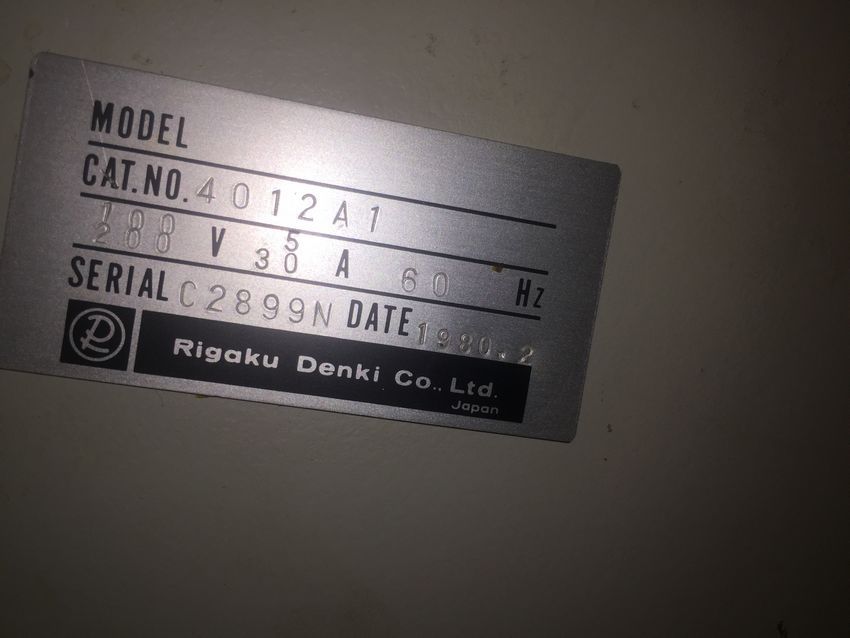 MODEL
CAT.NO. 4012A1
100 5
200 V 30 A 60 Hz
SERIAL C2899N DATE 1980.2
R
Rigaku Denki Co., Ltd.
Japan